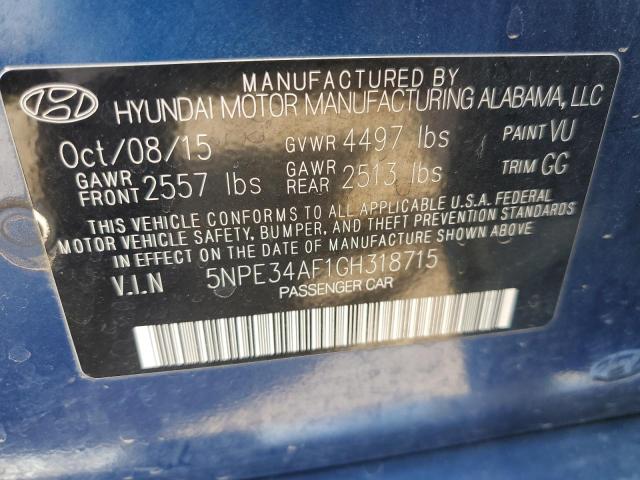 MANUFACTURED BY
HYUNDAI MOTOR MANUFACTURING ALABAMA, LLC
Oct/08/15 GVWR 4497 lbs PAINT VU
GAWR FRONT 2557 lbs GAWR REAR 2513 lbs TRIM GG
THIS VEHICLE CONFORMS TO ALL APPLICABLE U.S.A. FEDERAL
MOTOR VEHICLE SAFETY, BUMPER, AND THEFT PREVENTION STANDARDS
IN EFFECT ON THE DATE OF MANUFACTURE SHOWN ABOVE.
V.I.N 5NPE34AF1GH318715
PASSENGER CAR